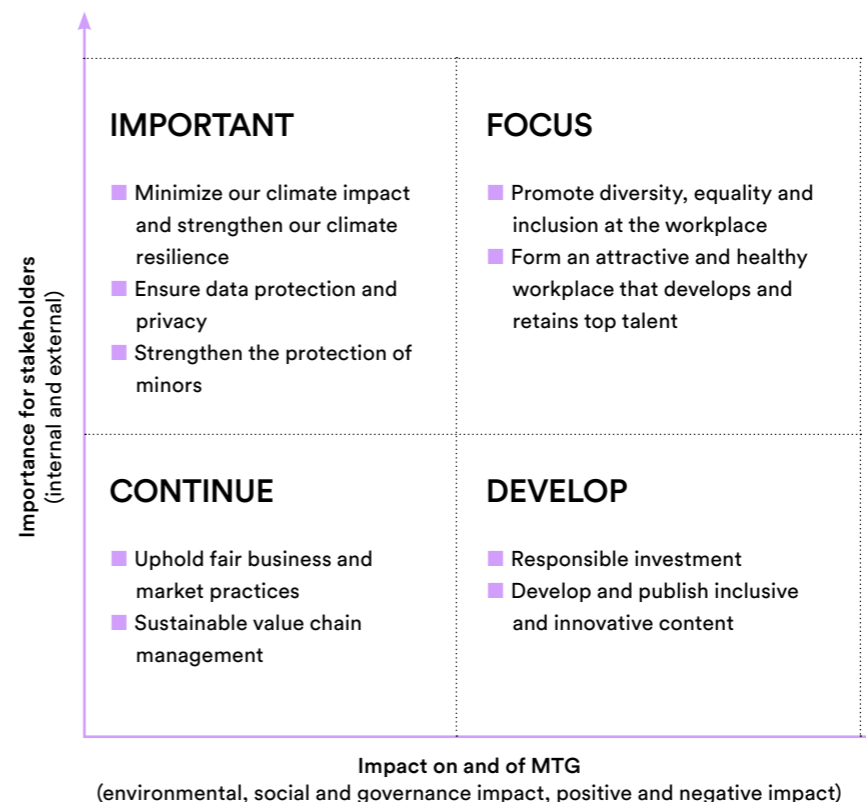 Importance for stakeholders
(internal and external)
IMPORTANT
■ Minimize our climate impact
and strengthen our climate
resilience
■ Ensure data protection and
privacy
■ Strengthen the protection of
minors
FOCUS
■ Promote diversity, equality and
inclusion at the workplace
■ Form an attractive and healthy
workplace that develops and
retains top talent
CONTINUE
■ Uphold fair business and
market practices
■ Sustainable value chain
management
DEVELOP
■ Responsible investment
■ Develop and publish inclusive
and innovative content
Impact on and of MTG
(environmental, social and governance impact, positive and negative impact)